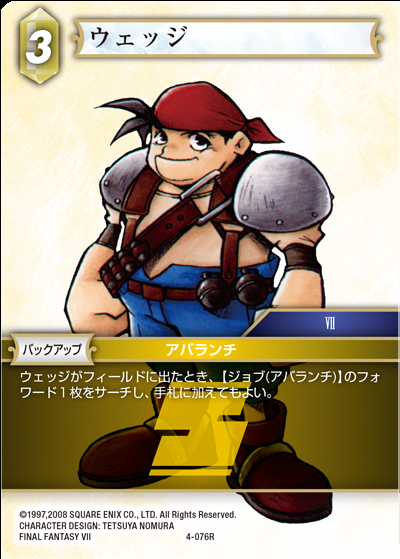 3
ウェッジ
VII
バックアップ
アバランチ
ウェッジがフィールドに出たとき、【ジョブ(アバランチ)】のフォ
ワード1枚をサーチし、手札に加えてもよい。
©1997,2008 SQUARE ENIX CO., LTD. All Rights Reserved.
CHARACTER DESIGN: TETSUYA NOMURA
FINAL FANTASY VII 4-076R